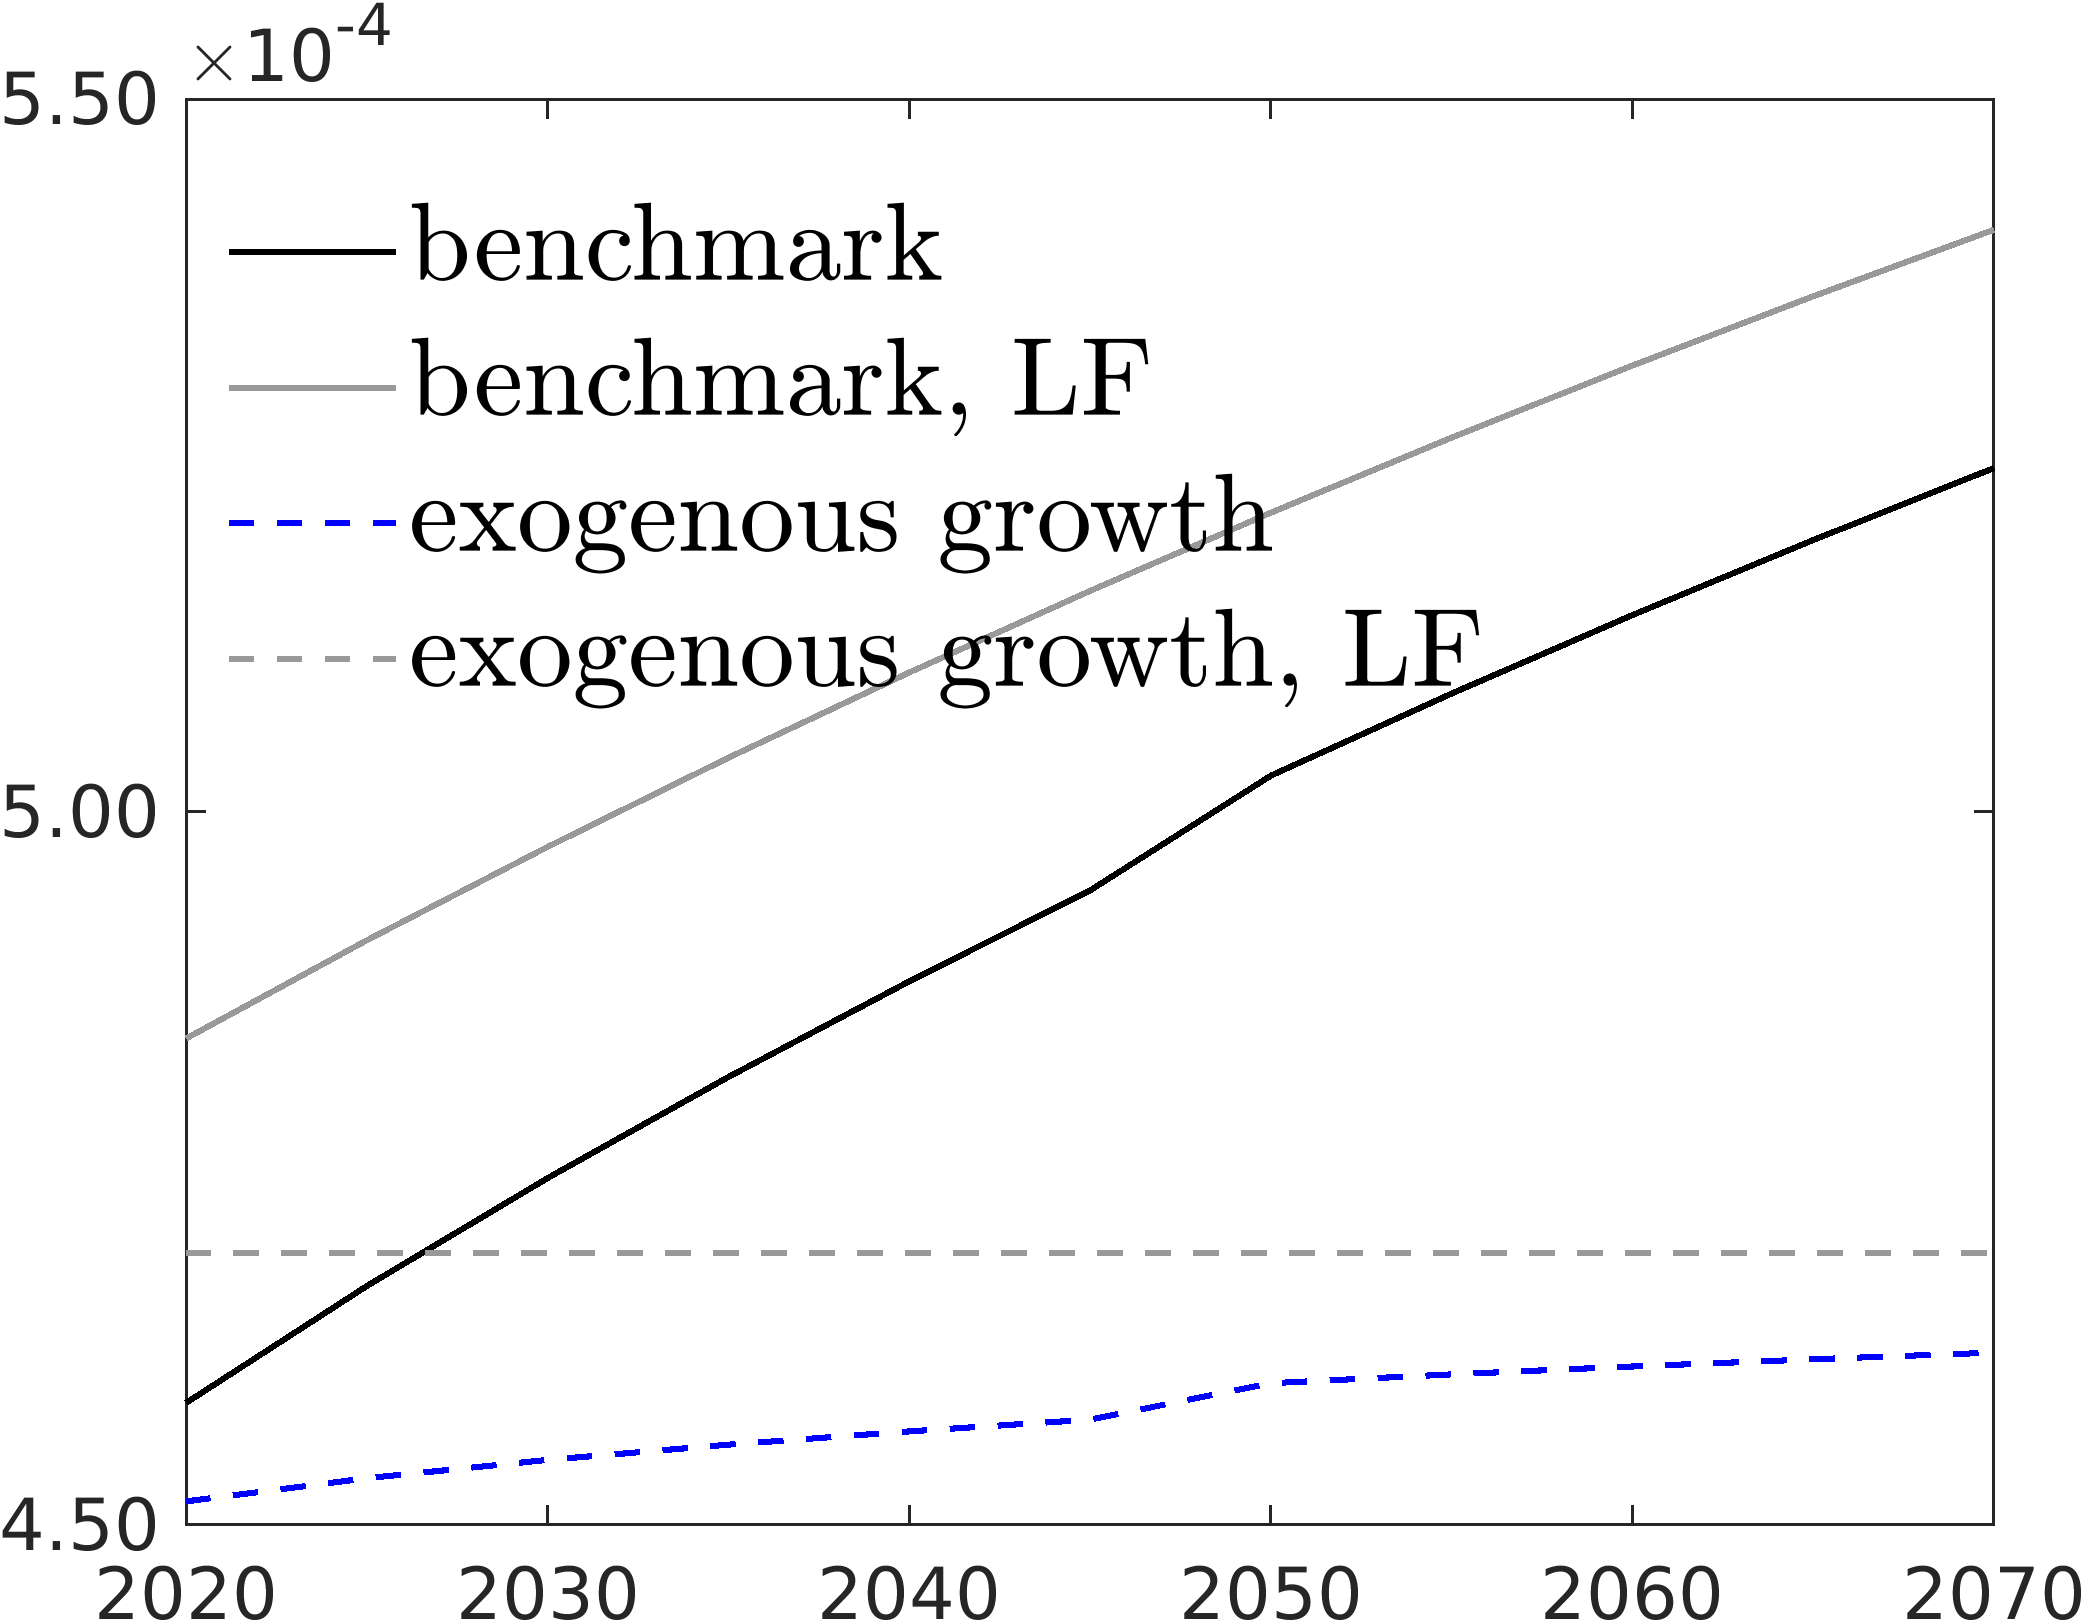 ×10-4
5.50
benchmark
benchmark, LF
exogenous growth
exogenous growth, LF
5.00
4.50
2020 2030 2040 2050 2060 2070